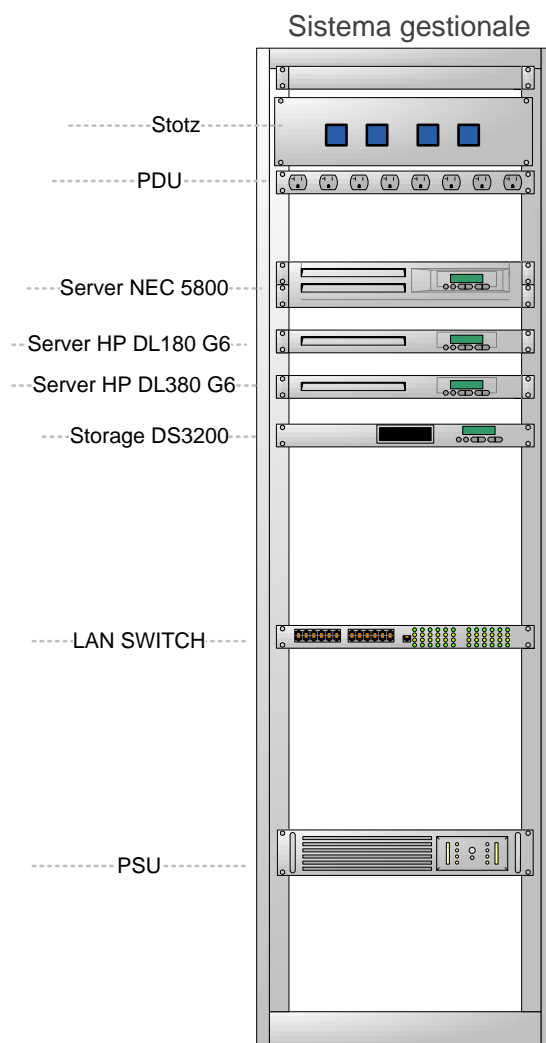 Sistema gestionale
Stotz
PDU
Server NEC 5800
Server HP DL180 G6
Server HP DL380 G6
Storage DS3200
LAN SWITCH
PSU